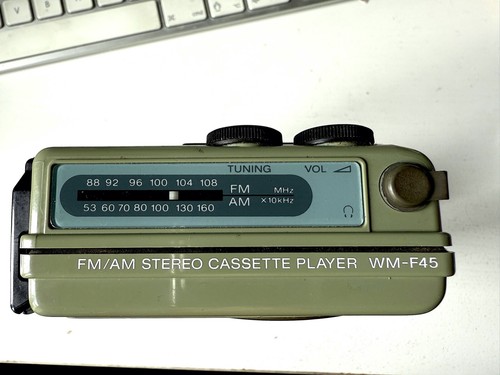 TUNING VOL
88 92 96 100 104 108
FM MHz
AM ×10kHz
53 60 70 80 100 130 160
FM/AM STEREO CASSETTE PLAYER WM-F45